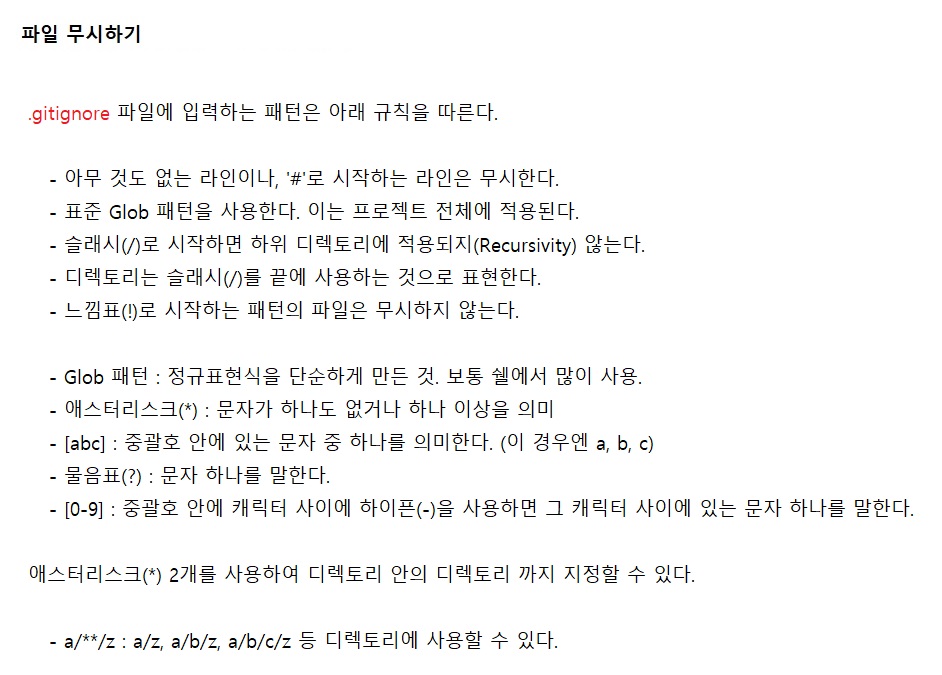 파일 무시하기
.gitignore 파일에 입력하는 패턴은 아래 규칙을 따른다.
- 아무 것도 없는 라인이나, '#'로 시작하는 라인은 무시한다.
- 표준 Glob 패턴을 사용한다. 이는 프로젝트 전체에 적용된다.
- 슬래시(/)로 시작하면 하위 디렉토리에 적용되지(Recursivity) 않는다.
- 디렉토리는 슬래시(/)를 끝에 사용하는 것으로 표현한다.
- 느낌표(!)로 시작하는 패턴의 파일은 무시하지 않는다.
- Glob 패턴 : 정규표현식을 단순하게 만든 것. 보통 쉘에서 많이 사용.
- 애스터리스크(*) : 문자가 하나도 없거나 하나 이상을 의미
- [abc] : 중괄호 안에 있는 문자 중 하나를 의미한다. (이 경우엔 a, b, c)
- 물음표(?) : 문자 하나를 말한다.
- [0-9] : 중괄호 안에 캐릭터 사이에 하이픈(-)을 사용하면 그 캐릭터 사이에 있는 문자 하나를 말한다.
애스터리스크(*) 2개를 사용하여 디렉토리 안의 디렉토리 까지 지정할 수 있다.
- a/**/z : a/z, a/b/z, a/b/c/z 등 디렉토리에 사용할 수 있다.